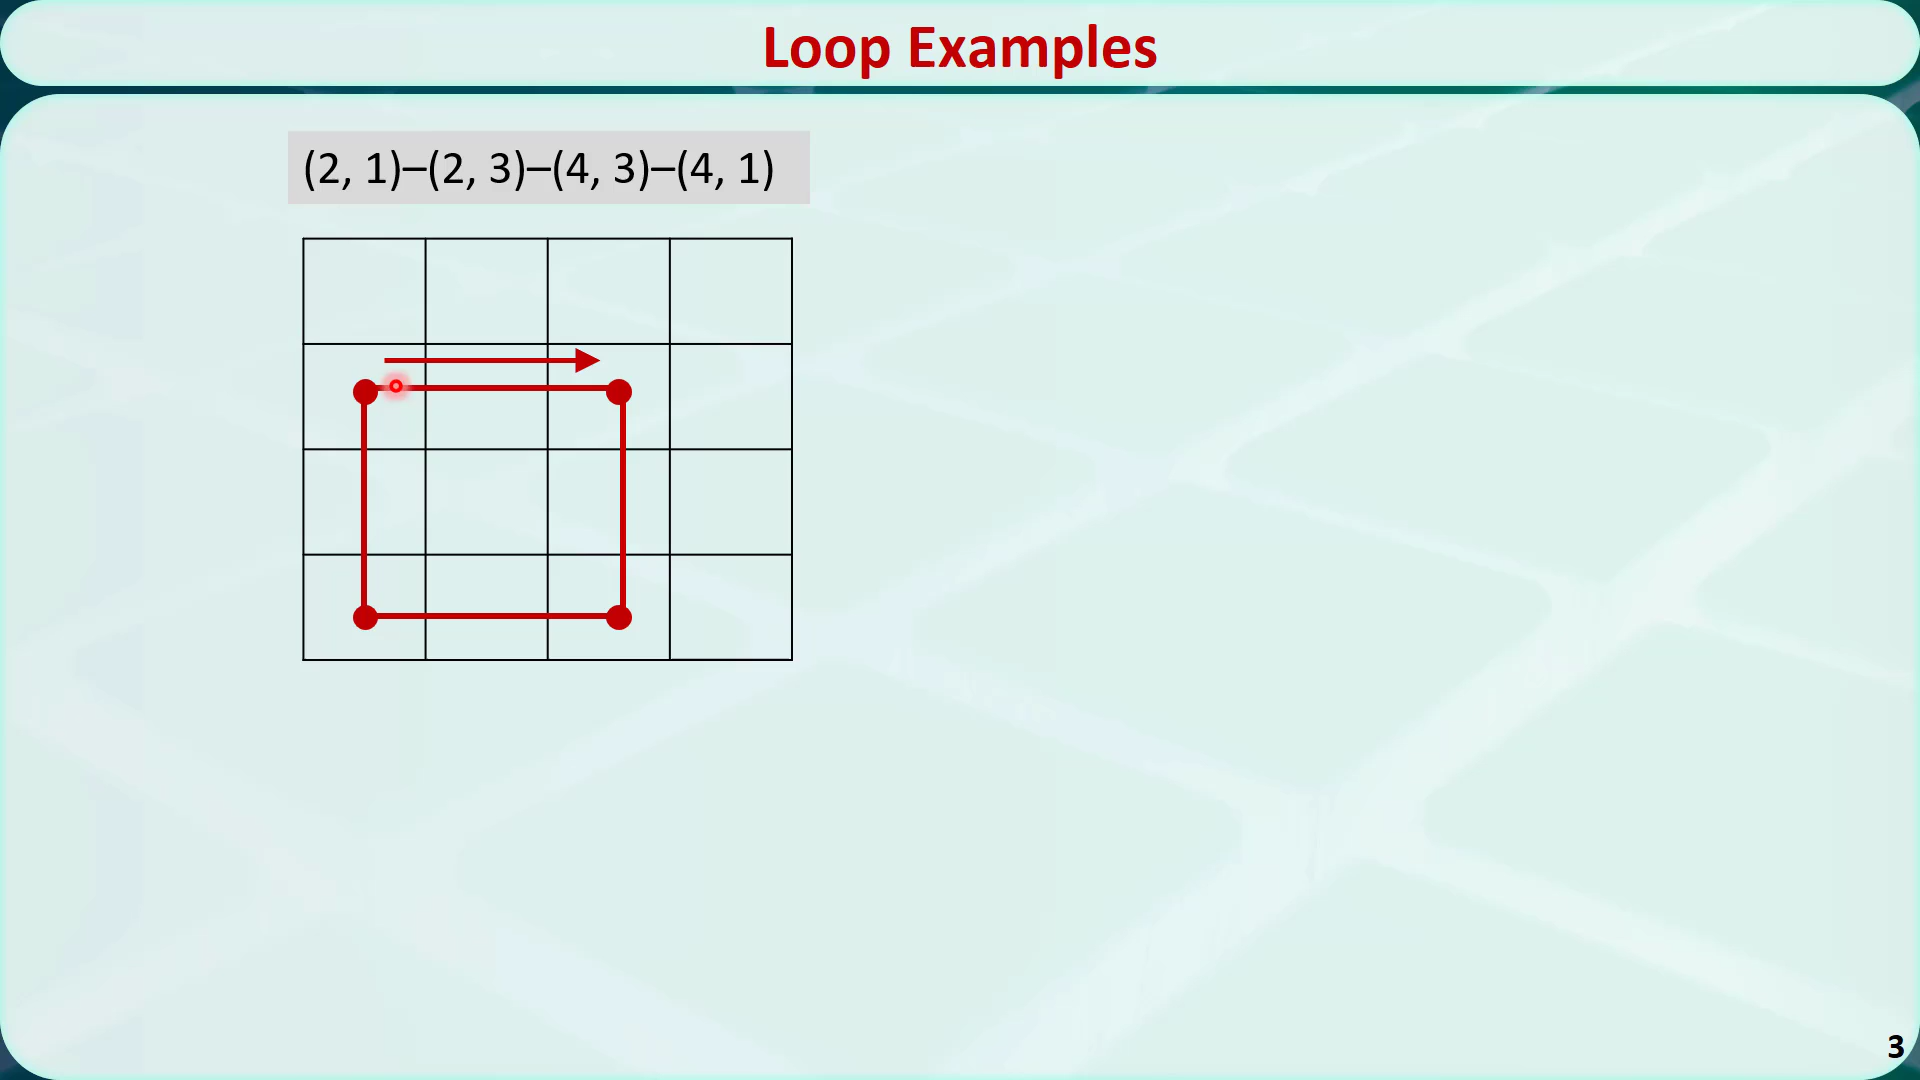 Loop Examples
(2, 1)–(2, 3)–(4, 3)–(4, 1)
3